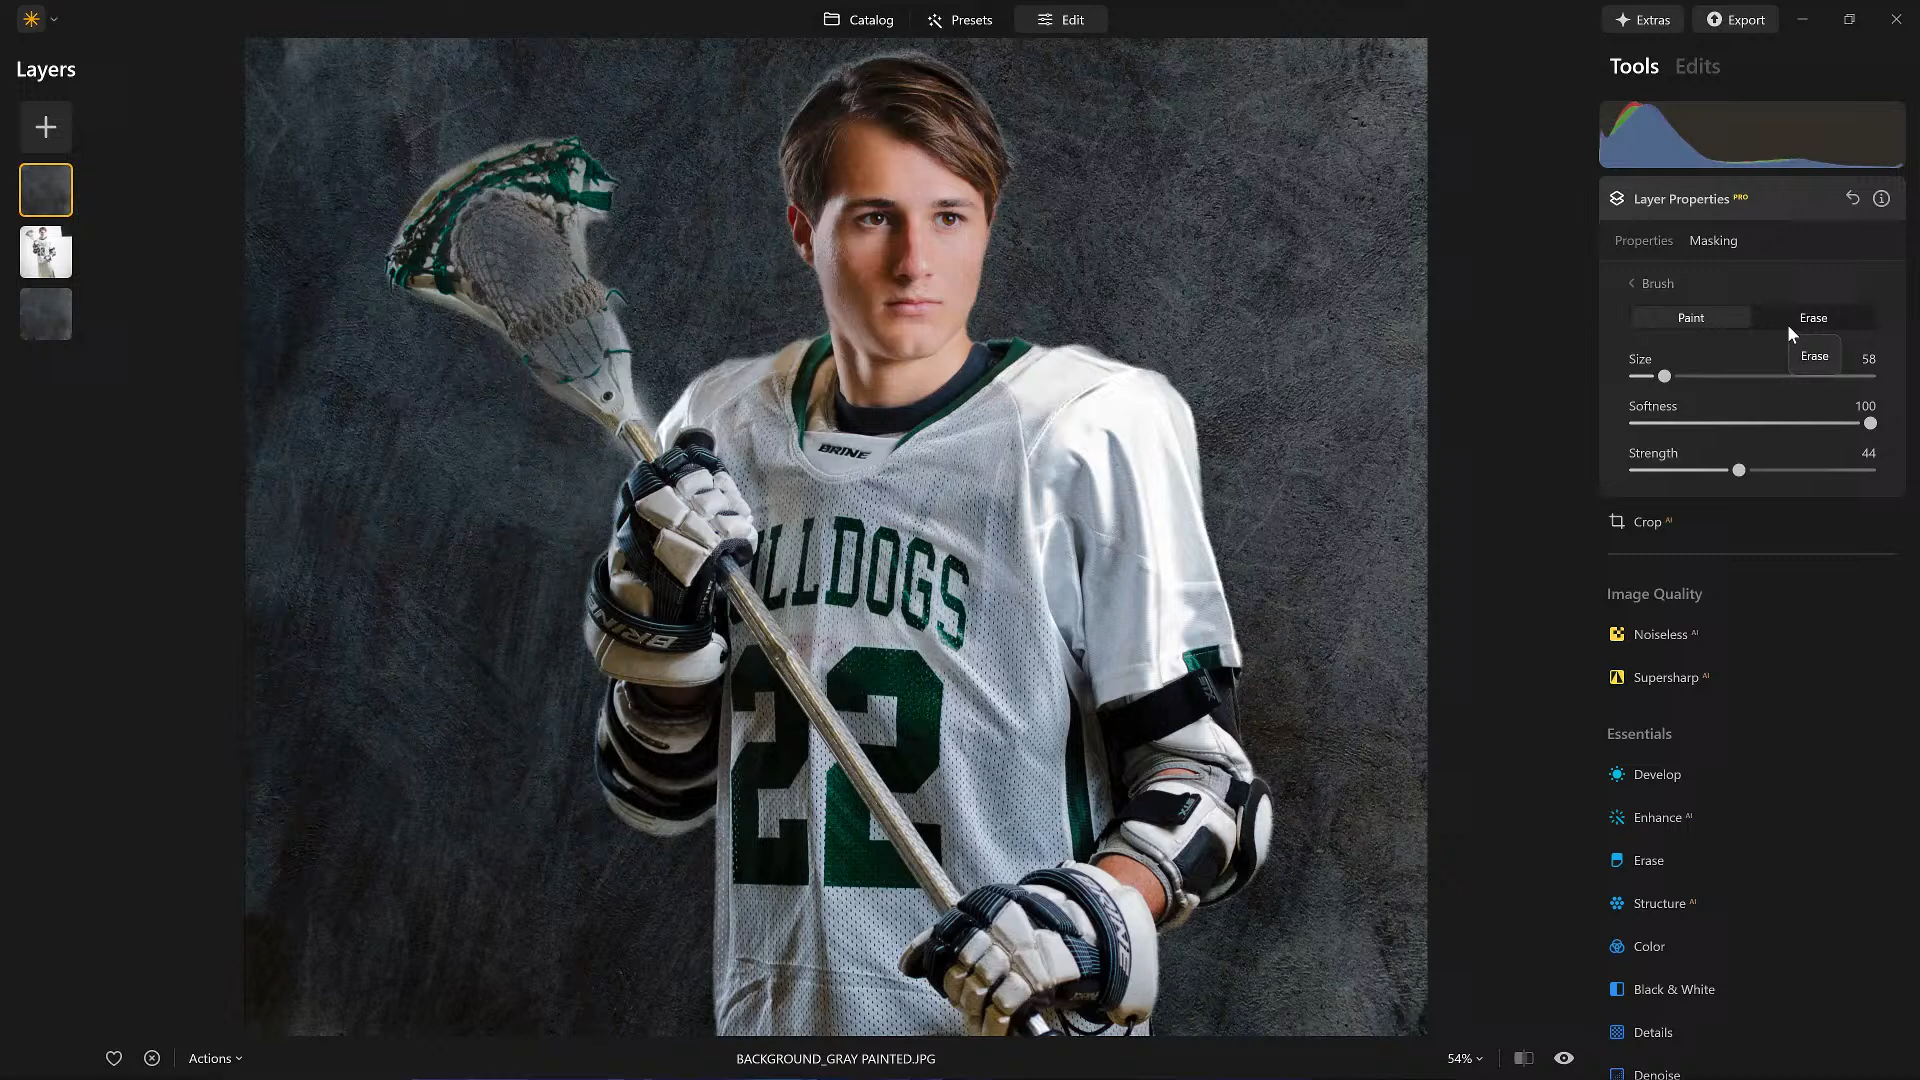 Catalog
Presets
Edit
Extras
Export
Layers
Tools
Edits
Layer Properties PRO
Properties
Masking
Brush
Paint
Erase
Erase
Size
58
Softness
100
Strength
44
Crop AI
Image Quality
Noiseless AI
Supersharp AI
Essentials
Develop
Enhance AI
Erase
Structure AI
Color
Black & White
Details
Denoise
BRINE
LLDOGS
22
BRINE
STX
BRINE
Actions
BACKGROUND_GRAY PAINTED.JPG
54%